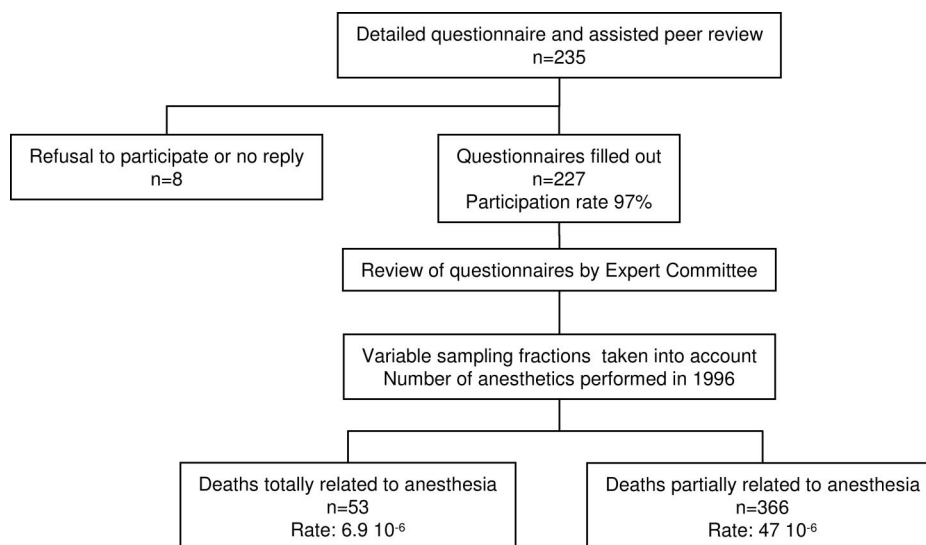 Detailed questionnaire and assisted peer review
n=235
Refusal to participate or no reply
n=8
Questionnaires filled out
n=227
Participation rate 97%
Review of questionnaires by Expert Committee
Variable sampling fractions taken into account
Number of anesthetics performed in 1996
Deaths totally related to anesthesia
n=53
Rate: 6.9 10⁻⁶
Deaths partially related to anesthesia
n=366
Rate: 47 10⁻⁶